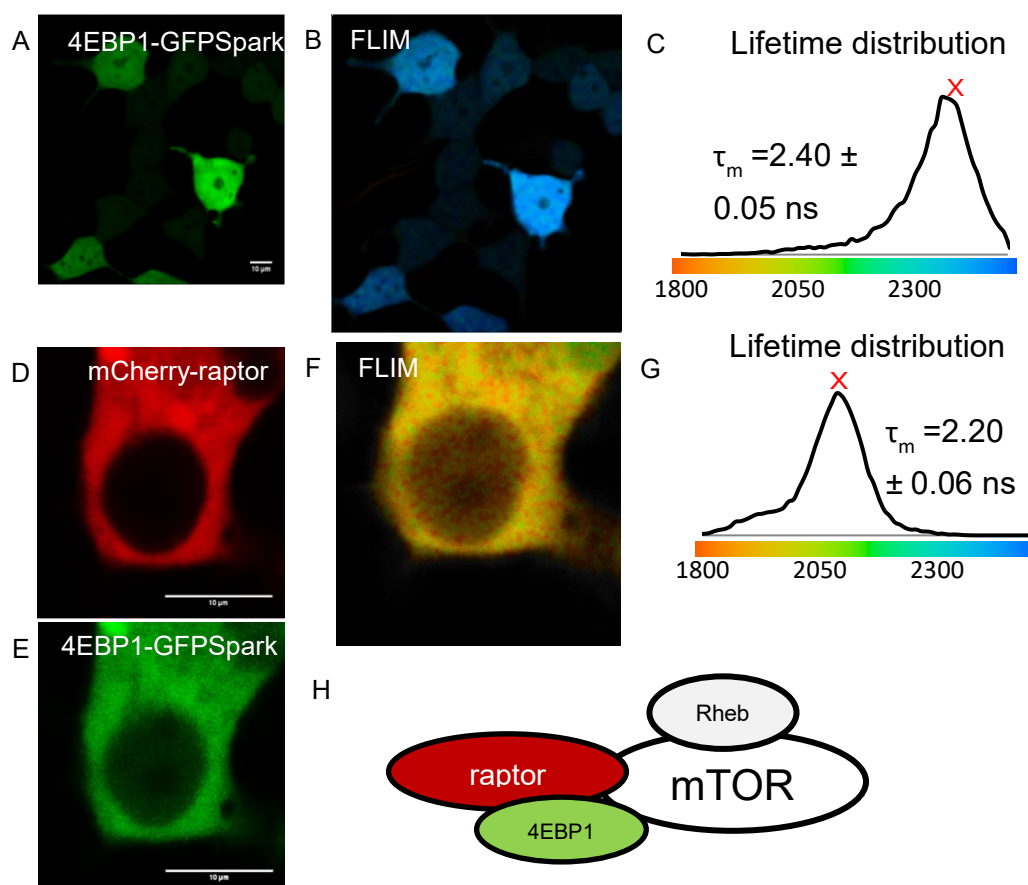 A
4EBP1-GFPSpark
10 µm
B
FLIM
C
Lifetime distribution
X
τm =2.40 ±
0.05 ns
1800 2050 2300
D
mCherry-raptor
10 µm
F
FLIM
G
Lifetime distribution
X
τm =2.20
± 0.06 ns
1800 2050 2300
E
4EBP1-GFPSpark
10 µm
H
Rheb
raptor
mTOR
4EBP1